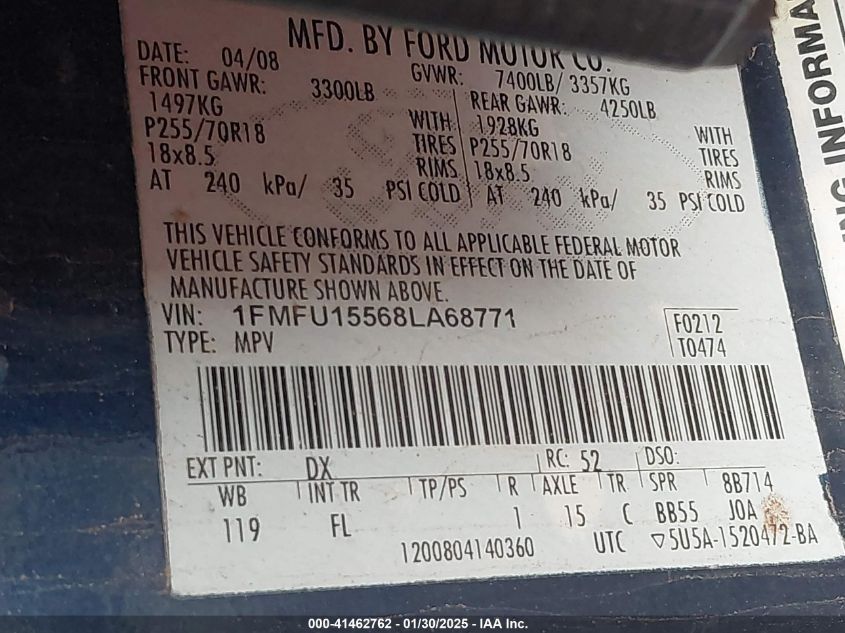 MFD. BY FORD MOTOR CO.
DATE: 04/08 GVWR: 7400LB/ 3357KG
FRONT GAWR: 3300LB REAR GAWR: 4250LB
1497KG WITH 1928KG WITH
P255/70R18 TIRES P255/70R18 TIRES
18x8.5 RIMS 18x8.5 RIMS
AT 240 kPa/ 35 PSI COLD AT 240 kPa/ 35 PSI COLD
THIS VEHICLE CONFORMS TO ALL APPLICABLE FEDERAL MOTOR
VEHICLE SAFETY STANDARDS IN EFFECT ON THE DATE OF
MANUFACTURE SHOWN ABOVE.
VIN: 1FMFU15568LA68771 F0212
TYPE: MPV T0474
EXT PNT: DX RC: 52 DSO:
WB INT TR TP/PS R AXLE TR SPR 8B714
119 FL 1 15 C BB55 JOA
1200804140360 UTC ▽5U5A-1520472-BA
ING INFORMA
000-41462762 - 01/30/2025 - IAA Inc.